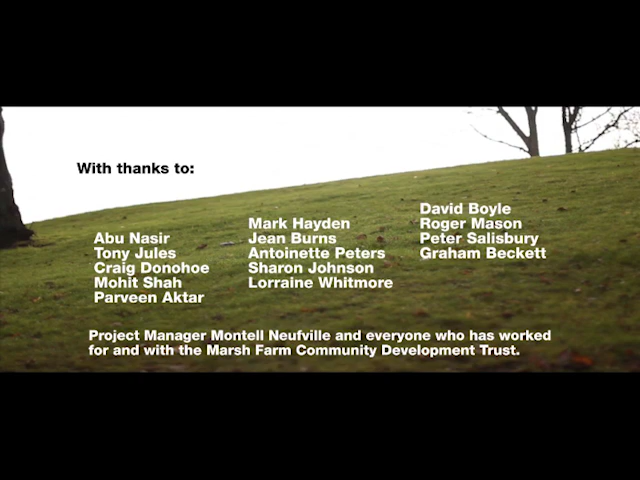 With thanks to:
Abu Nasir
Tony Jules
Craig Donohoe
Mohit Shah
Parveen Aktar
Mark Hayden
Jean Burns
Antoinette Peters
Sharon Johnson
Lorraine Whitmore
David Boyle
Roger Mason
Peter Salisbury
Graham Beckett
Project Manager Montell Neufville and everyone who has worked
for and with the Marsh Farm Community Development Trust.